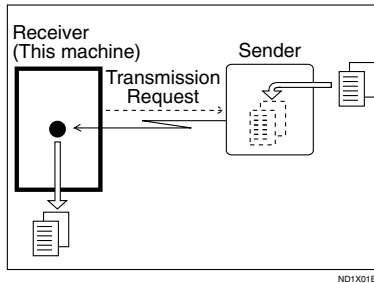 Receiver
(This machine)
Sender
Transmission
Request
ND1X01E